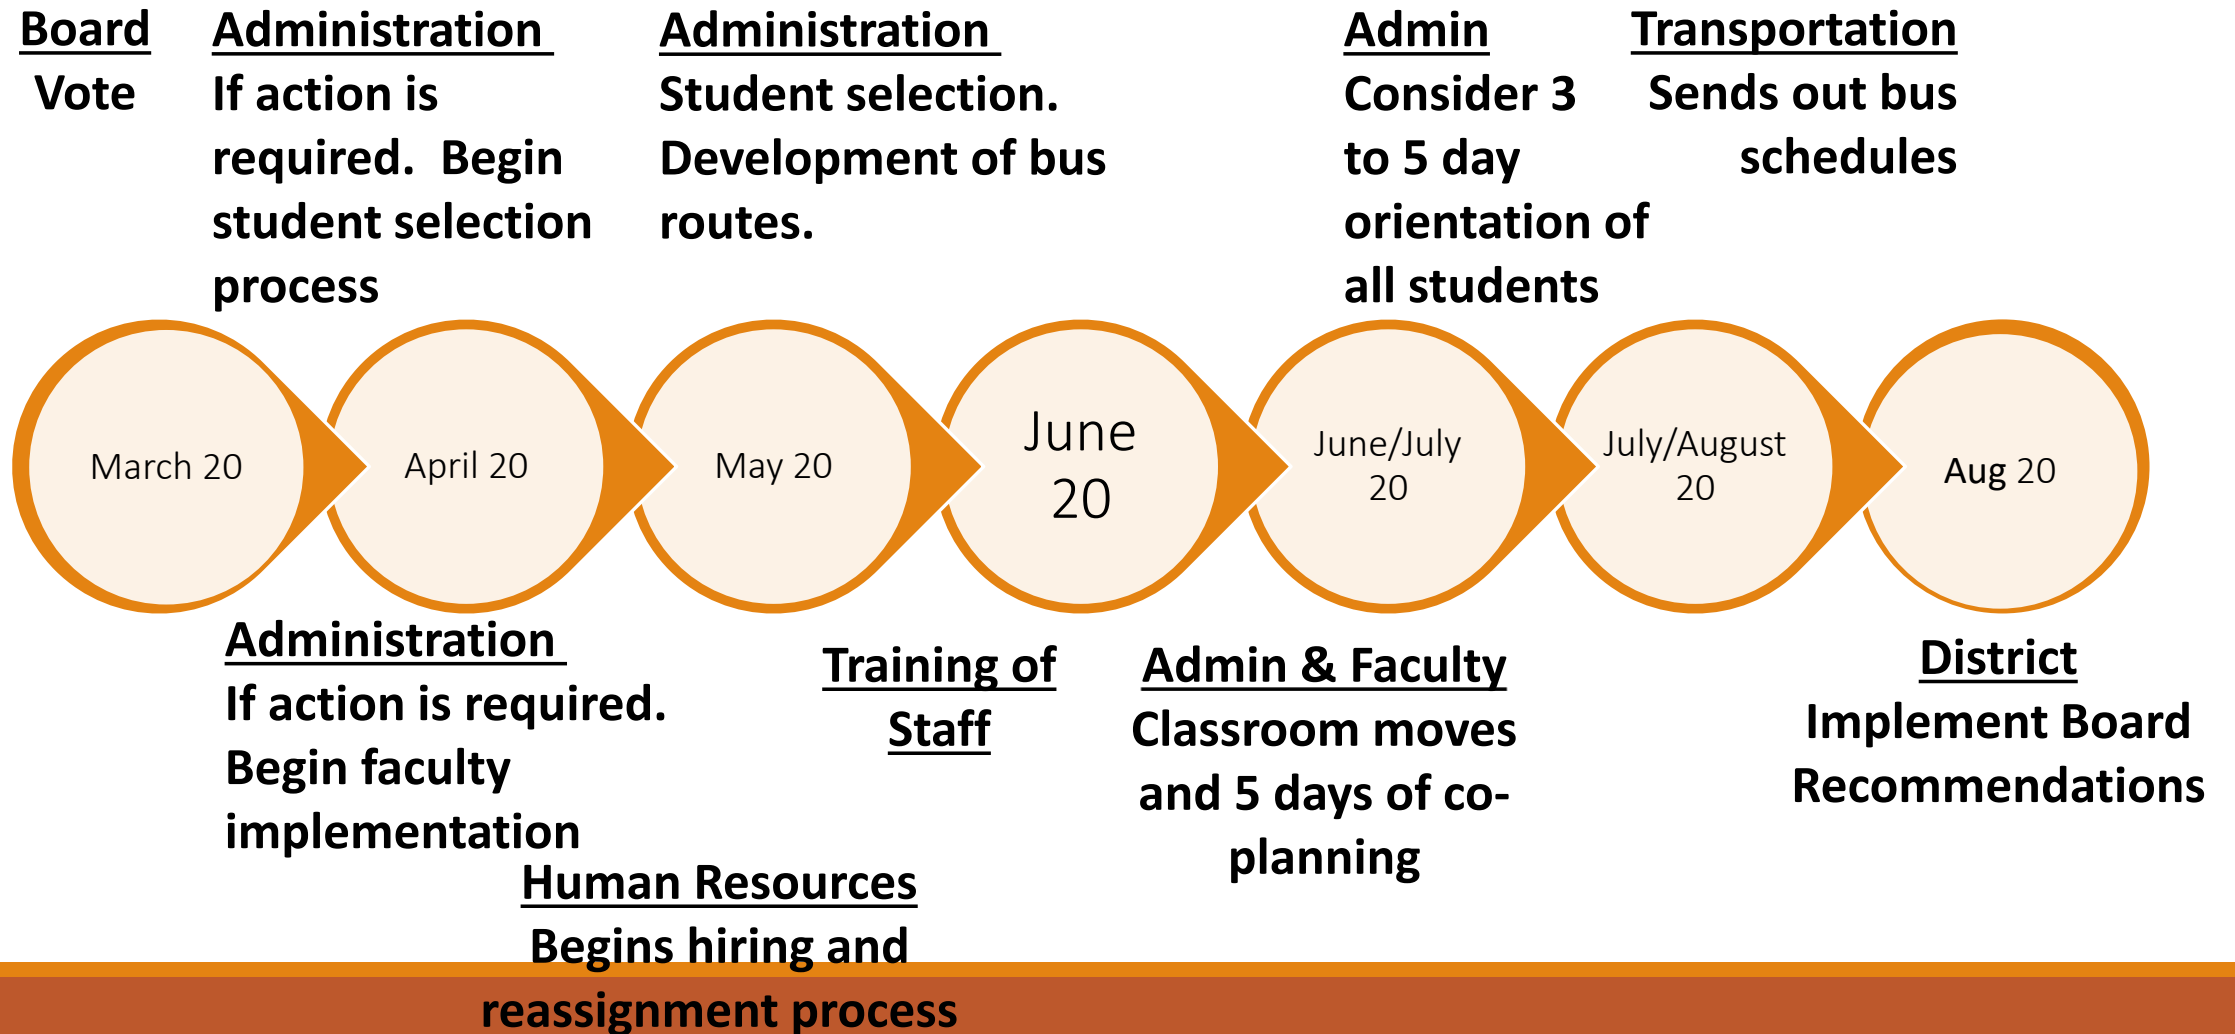 Board
Vote
Administration
If action is
required.  Begin
student selection
process
Administration
Student selection.
Development of bus
routes.
Admin
Consider 3
to 5 day
orientation of
all students
Transportation
Sends out bus
schedules
March 20
April 20
May 20
June
20
June/July
20
July/August
20
Aug 20
Administration
If action is required.
Begin faculty
implementation
Human Resources
Begins hiring and
reassignment process
Training of
Staff
Admin & Faculty
Classroom moves
and 5 days of co-
planning
District
Implement Board
Recommendations